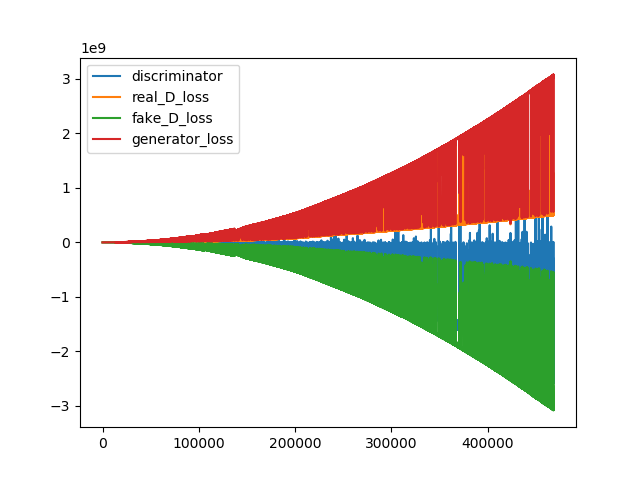 1e9
discriminator
real_D_loss
fake_D_loss
generator_loss
3
2
1
0
−1
−2
−3
0 100000 200000 300000 400000